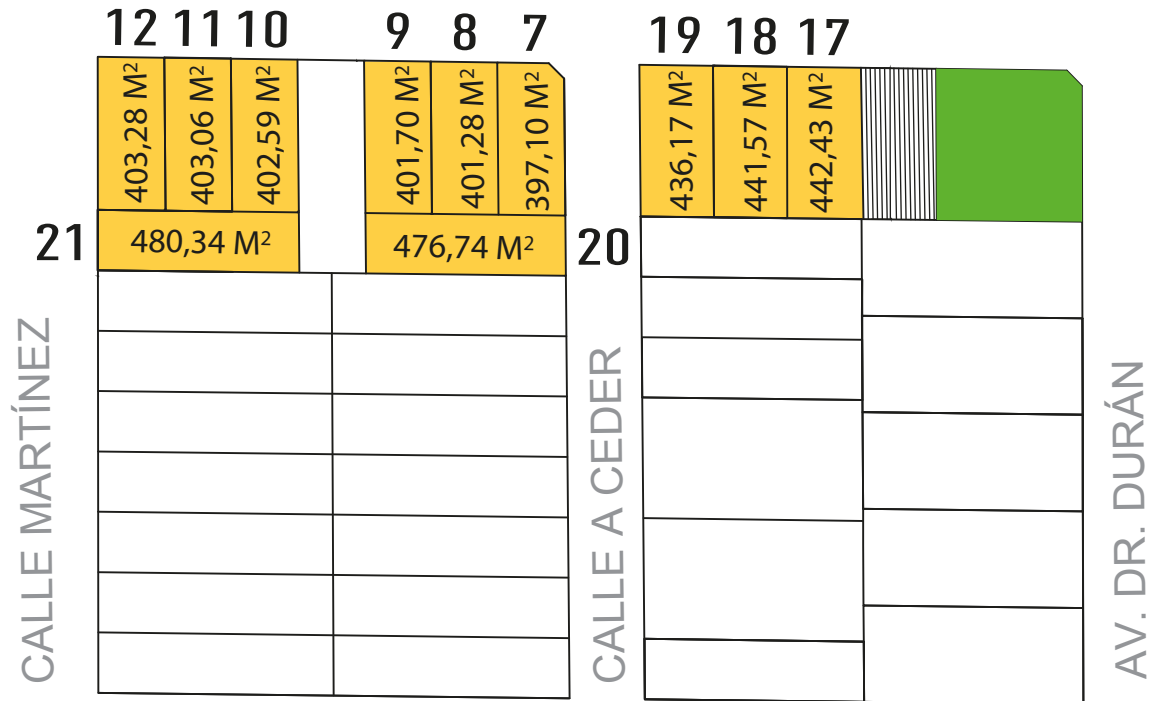 12 11 10 9 8 7 19 18 17
403,28 M²
403,06 M²
402,59 M²
401,70 M²
401,28 M²
397,10 M²
436,17 M²
441,57 M²
442,43 M²
21 480,34 M² 476,74 M² 20
CALLE MARTÍNEZ
CALLE A CEDER
AV. DR. DURÁN